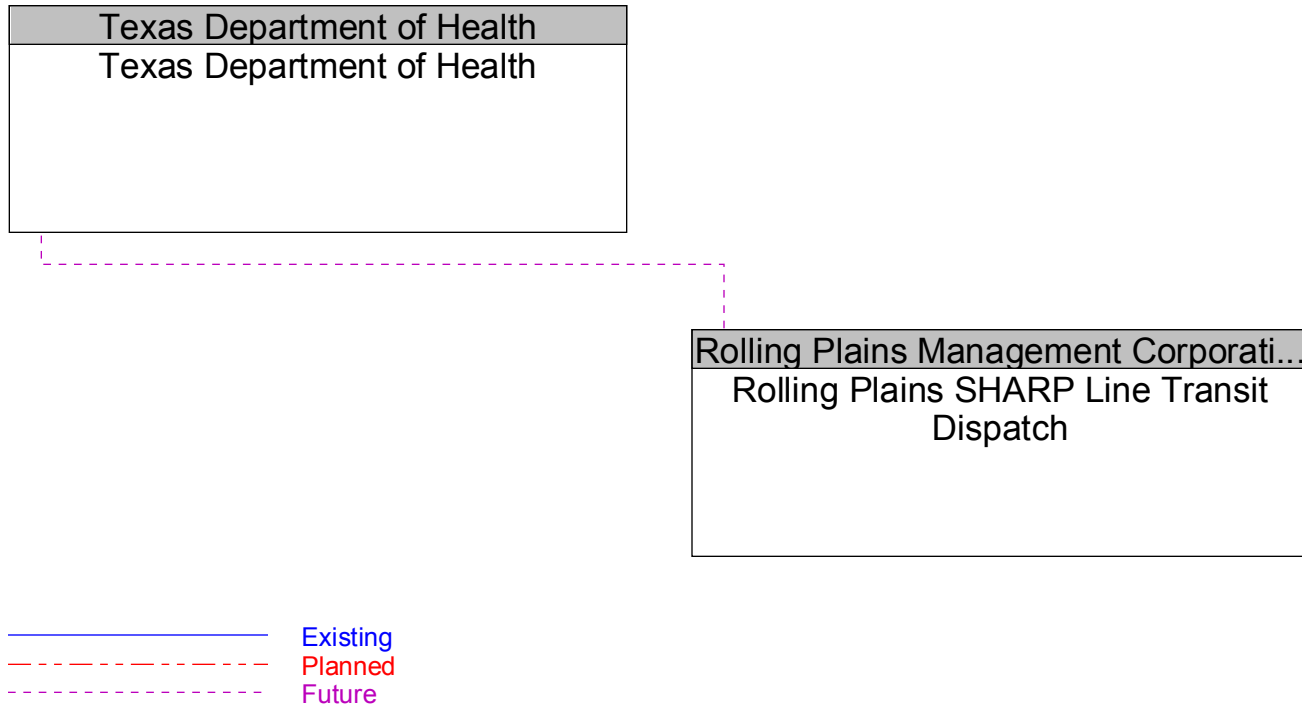 Texas Department of Health
Texas Department of Health
Rolling Plains Management Corporati...
Rolling Plains SHARP Line Transit
Dispatch
Existing
Planned
Future